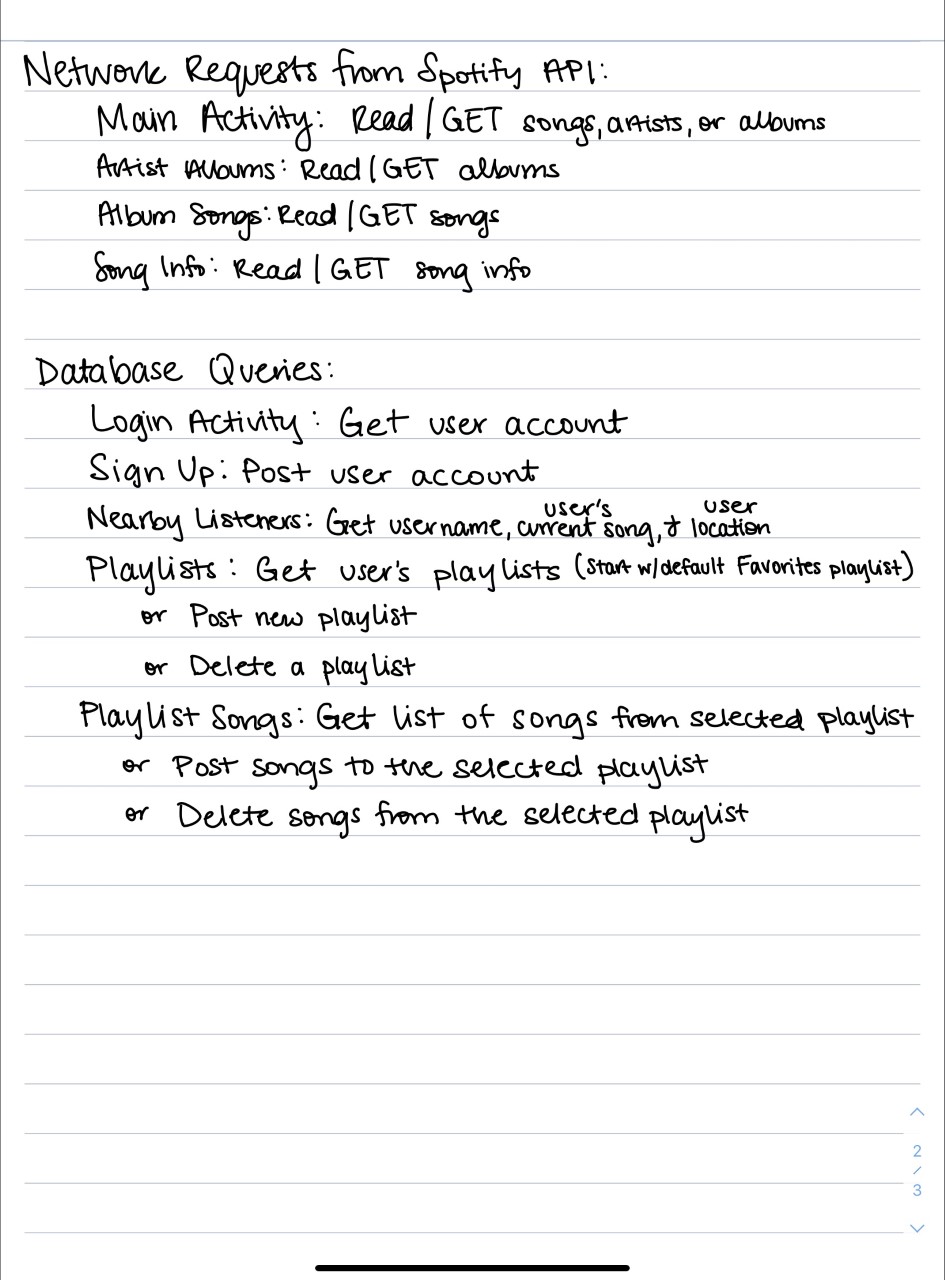 Network Requests from Spotify API:
Main Activity: Read / GET songs, artists, or albums
Artist Albums: Read / GET albums
Album Songs: Read / GET songs
Song Info: Read / GET song info
Database Queries:
Login Activity: Get user account
Sign Up: Post user account
Nearby Listeners: Get username, user's current song, & user location
Playlists: Get user's playlists (Start w/default Favorites playlist)
or Post new playlist
or Delete a playlist
Playlist Songs: Get list of songs from selected playlist
or Post songs to the selected playlist
or Delete songs from the selected playlist
2
/
3